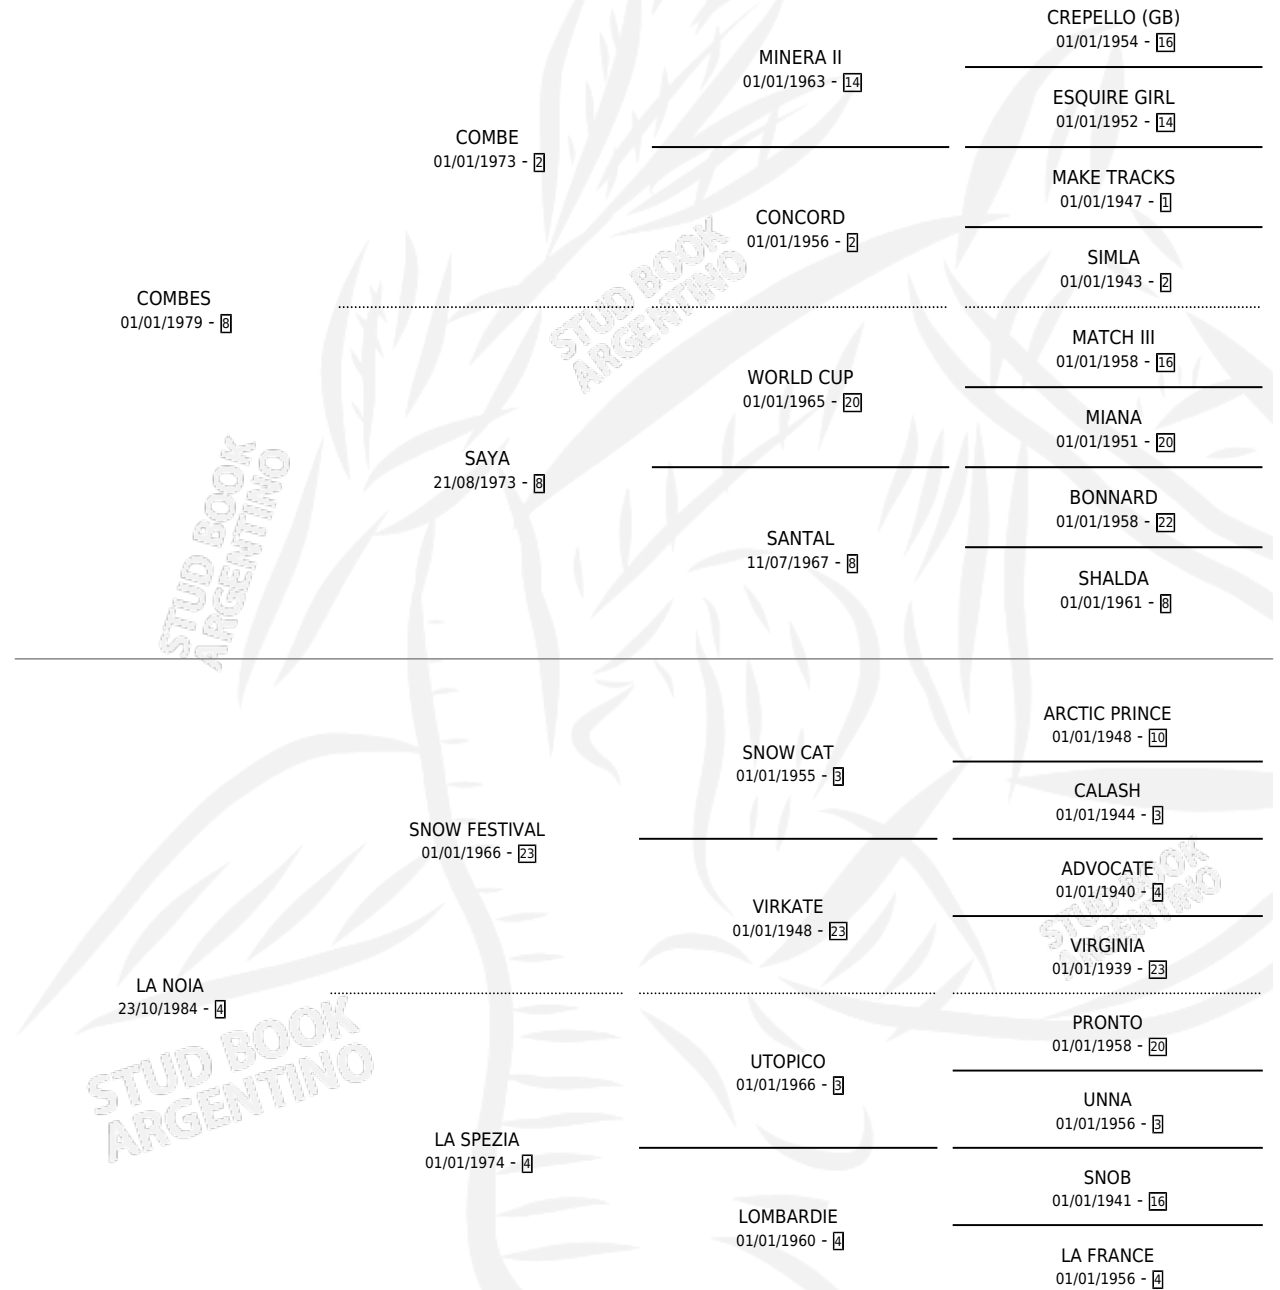 CREPELLO (GB)
01/01/1954 - 16
MINERA II
01/01/1963 - 14
ESQUIRE GIRL
01/01/1952 - 14
COMBE
01/01/1973 - 2
MAKE TRACKS
01/01/1947 - 1
CONCORD
01/01/1956 - 2
SIMLA
01/01/1943 - 2
COMBES
01/01/1979 - 8
MATCH III
01/01/1958 - 16
WORLD CUP
01/01/1965 - 20
MIANA
01/01/1951 - 20
SAYA
21/08/1973 - 8
BONNARD
01/01/1958 - 22
SANTAL
11/07/1967 - 8
SHALDA
01/01/1961 - 8
ARCTIC PRINCE
01/01/1948 - 10
SNOW CAT
01/01/1955 - 3
CALASH
01/01/1944 - 3
SNOW FESTIVAL
01/01/1966 - 23
ADVOCATE
01/01/1940 - 4
VIRKATE
01/01/1948 - 23
VIRGINIA
01/01/1939 - 23
LA NOIA
23/10/1984 - 4
PRONTO
01/01/1958 - 20
UTOPICO
01/01/1966 - 3
UNNA
01/01/1956 - 3
LA SPEZIA
01/01/1974 - 4
SNOB
01/01/1941 - 16
LOMBARDIE
01/01/1960 - 4
LA FRANCE
01/01/1956 - 4
STUD BOOK
ARGENTINO
STUD BOOK
ARGENTINO
STUD BOOK
ARGENTINO
STUD BOOK
ARGENTINO